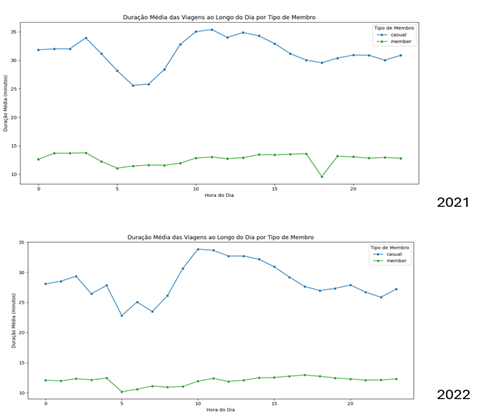 Duração Média das Viagens ao Longo do Dia por Tipo de Membro
Tipo de Membro
casual
member
Duração Média (minutos)
35
30
25
20
15
10
0
5
10
15
20
Hora do Dia
2021
Duração Média das Viagens ao Longo do Dia por Tipo de Membro
Tipo de Membro
casual
member
Duração Média (minutos)
35
30
25
20
15
10
0
5
10
15
20
Hora do Dia
2022